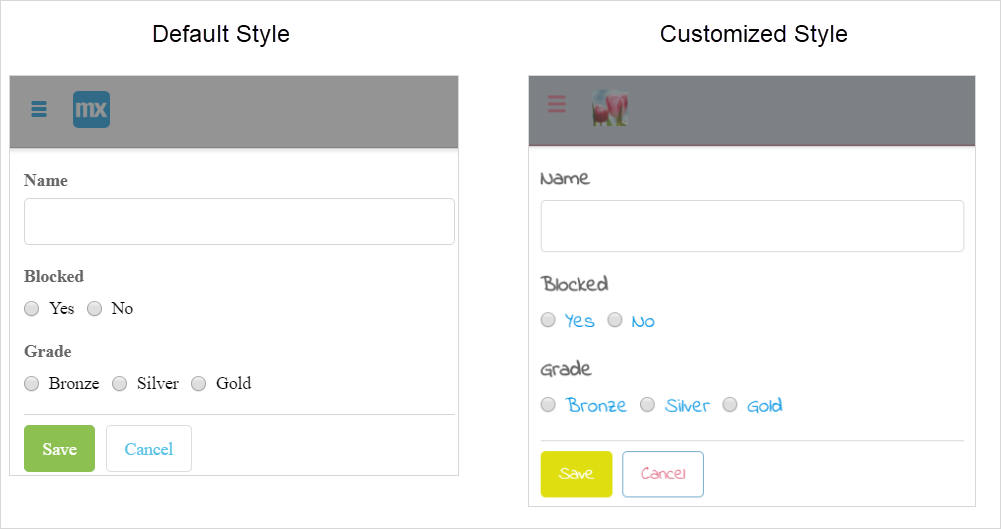 Default Style
mx
Name
Blocked
Yes No
Grade
Bronze Silver Gold
Save Cancel
Customized Style
Name
Blocked
Yes No
Grade
Bronze Silver Gold
Save Cancel